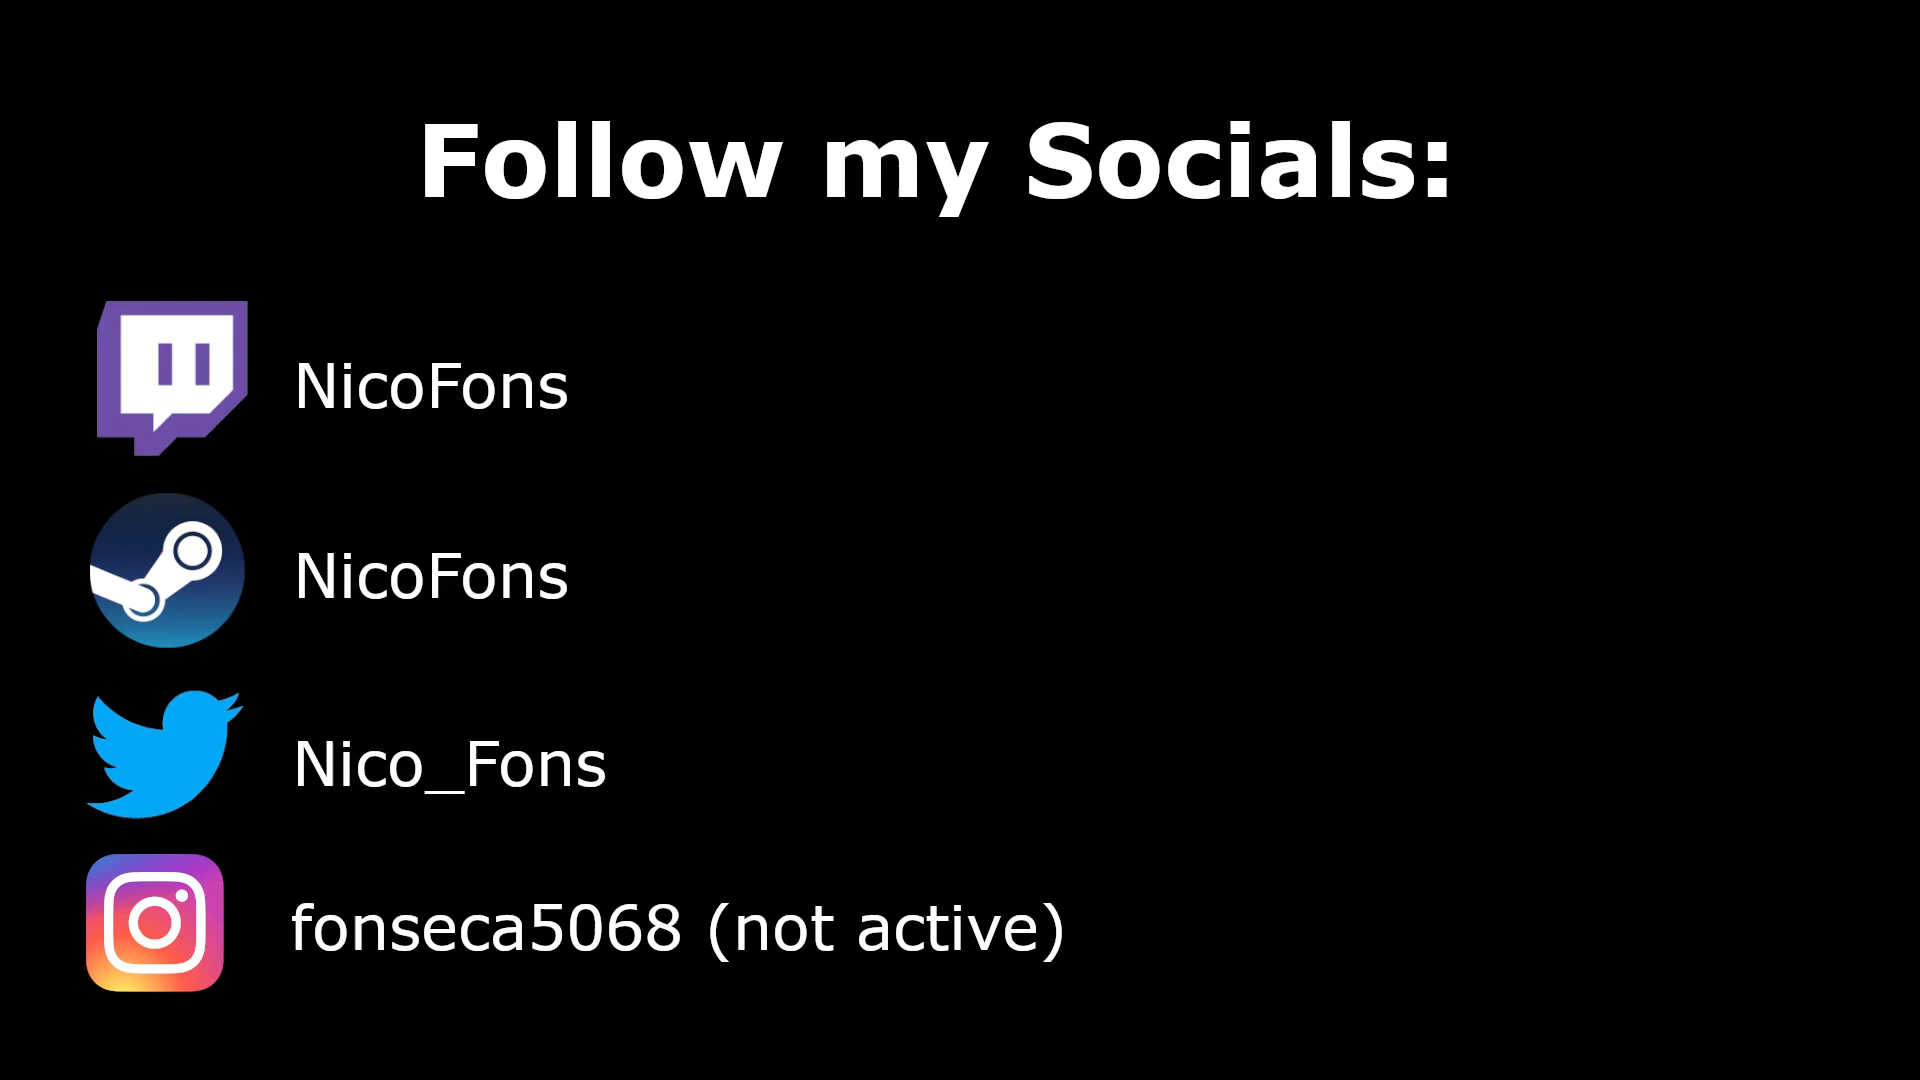 Follow my Socials:
NicoFons
NicoFons
Nico_Fons
fonseca5068 (not active)